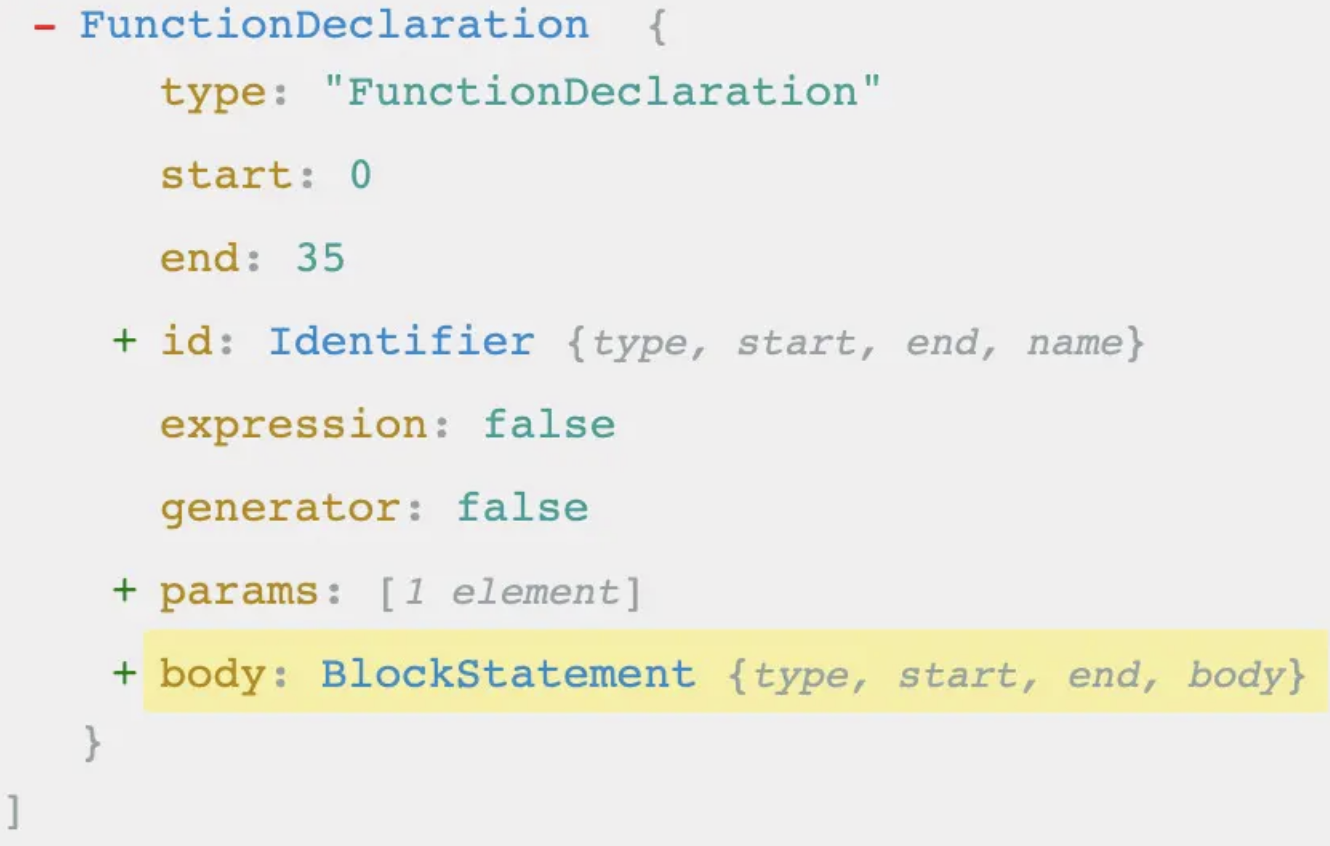 - FunctionDeclaration {
type: "FunctionDeclaration"
start: 0
end: 35
+ id: Identifier {type, start, end, name}
expression: false
generator: false
+ params: [1 element]
+ body: BlockStatement {type, start, end, body}
}
]